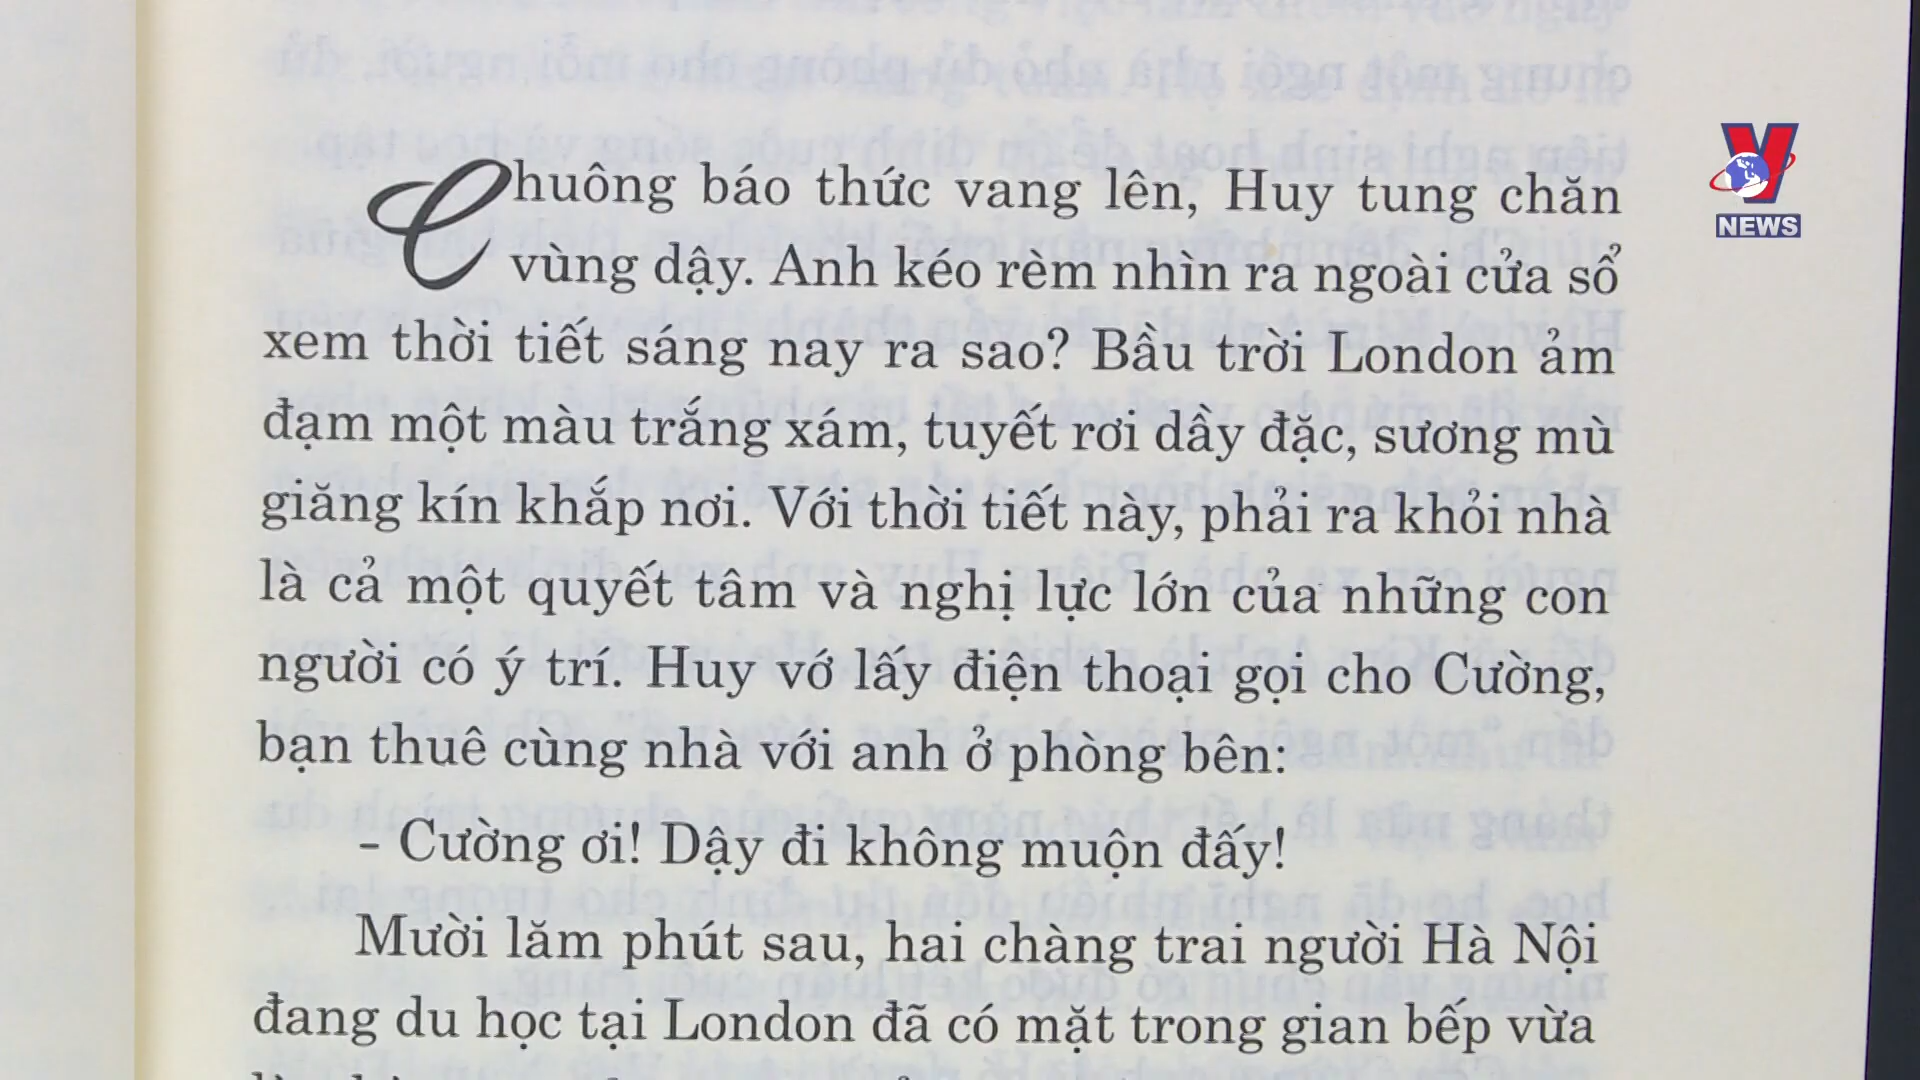 Chuông báo thức vang lên, Huy tung chăn
vùng dậy. Anh kéo rèm nhìn ra ngoài cửa sổ
xem thời tiết sáng nay ra sao? Bầu trời London ảm
đạm một màu trắng xám, tuyết rơi dầy đặc, sương mù
giăng kín khắp nơi. Với thời tiết này, phải ra khỏi nhà
là cả một quyết tâm và nghị lực lớn của những con
người có ý trí. Huy vớ lấy điện thoại gọi cho Cường,
bạn thuê cùng nhà với anh ở phòng bên:
- Cường ơi! Dậy đi không muộn đấy!
Mười lăm phút sau, hai chàng trai người Hà Nội
đang du học tại London đã có mặt trong gian bếp vừa
V
NEWS